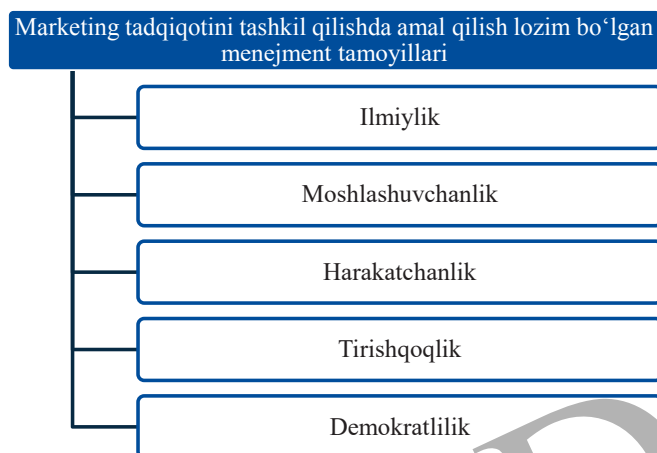 Marketing tadqiqotini tashkil qilishda amal qilish lozim bo‘lgan
menejment tamoyillari
Ilmiylik
Moshlashuvchanlik
Harakatchanlik
Tirishqoqlik
Demokratlilik